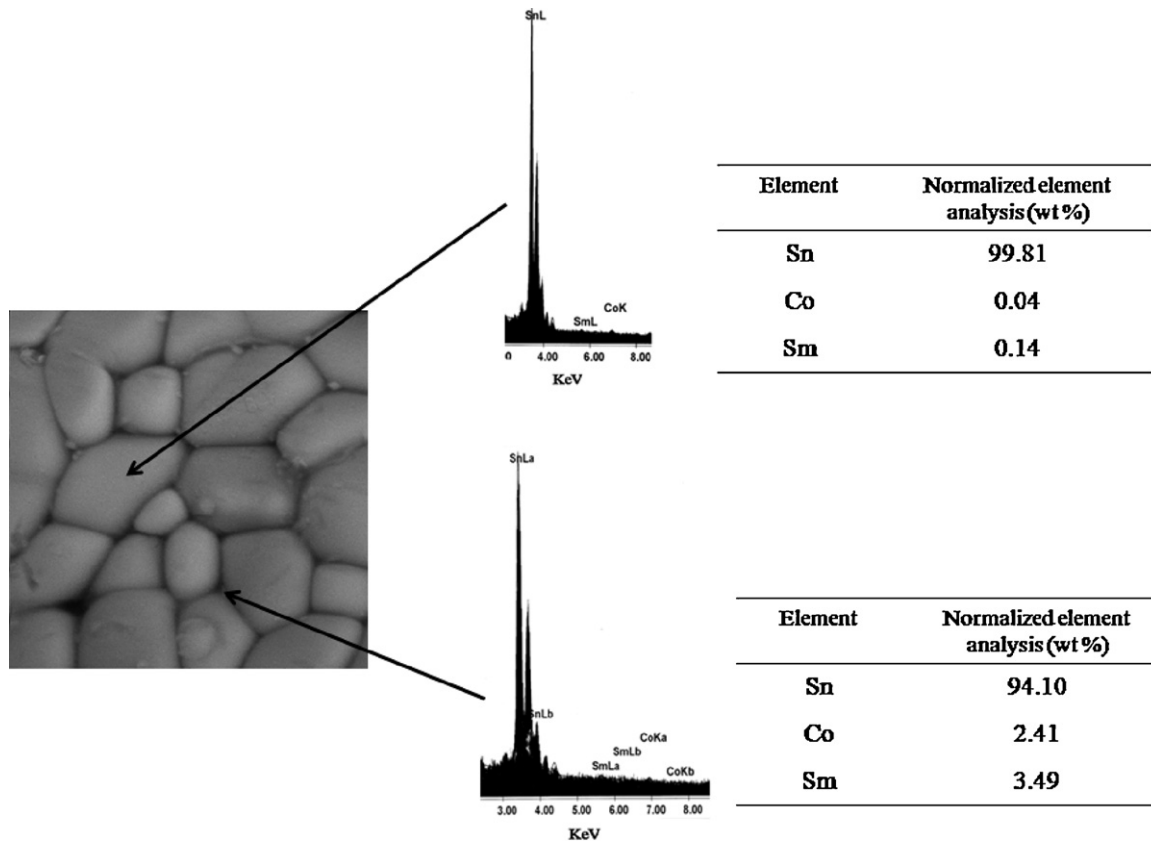 SnL
CoK
SmL
0 4.00 6.00 8.00
KeV
Element Normalized element
analysis (wt %)
Sn 99.81
Co 0.04
Sm 0.14
SnLa
SnLb
CoKa
SmLb
SmLa
CoKb
3.00 4.00 5.00 6.00 7.00 8.00
KeV
Element Normalized element
analysis (wt %)
Sn 94.10
Co 2.41
Sm 3.49